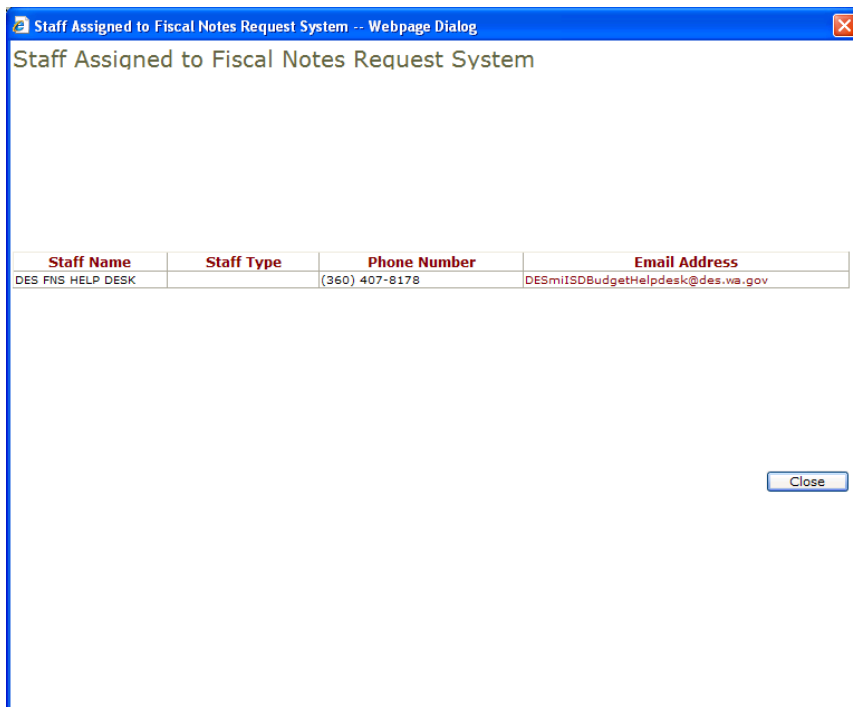 Staff Assigned to Fiscal Notes Request System -- Webpage Dialog
Staff Assigned to Fiscal Notes Request System
Staff Name Staff Type Phone Number Email Address
DES FNS HELP DESK (360) 407-8178 DESmiISDBudgetHelpdesk@des.wa.gov
Close